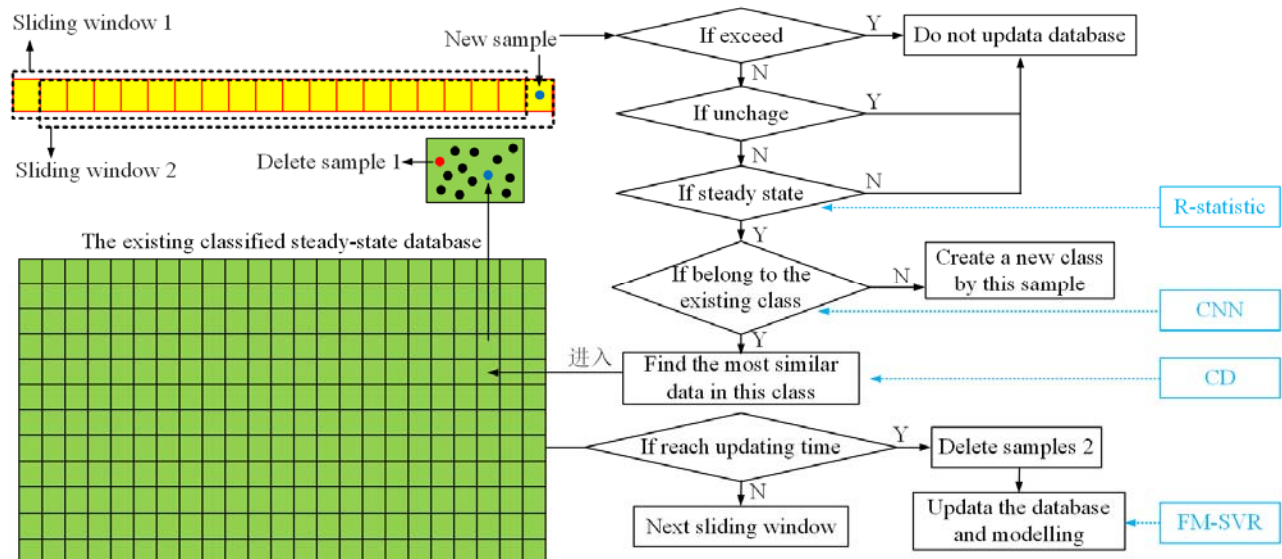 Sliding window 1
New sample
If exceed
Y
Do not updata database
N
If unchage
Y
Sliding window 2
Delete sample 1
N
If steady state
N
R-statistic
Y
The existing classified steady-state database
If belong to the
existing class
N
Create a new class
by this sample
CNN
Y
进入
Find the most similar
data in this class
CD
If reach updating time
Y
Delete samples 2
N
Next sliding window
Updata the database
and modelling
FM-SVR